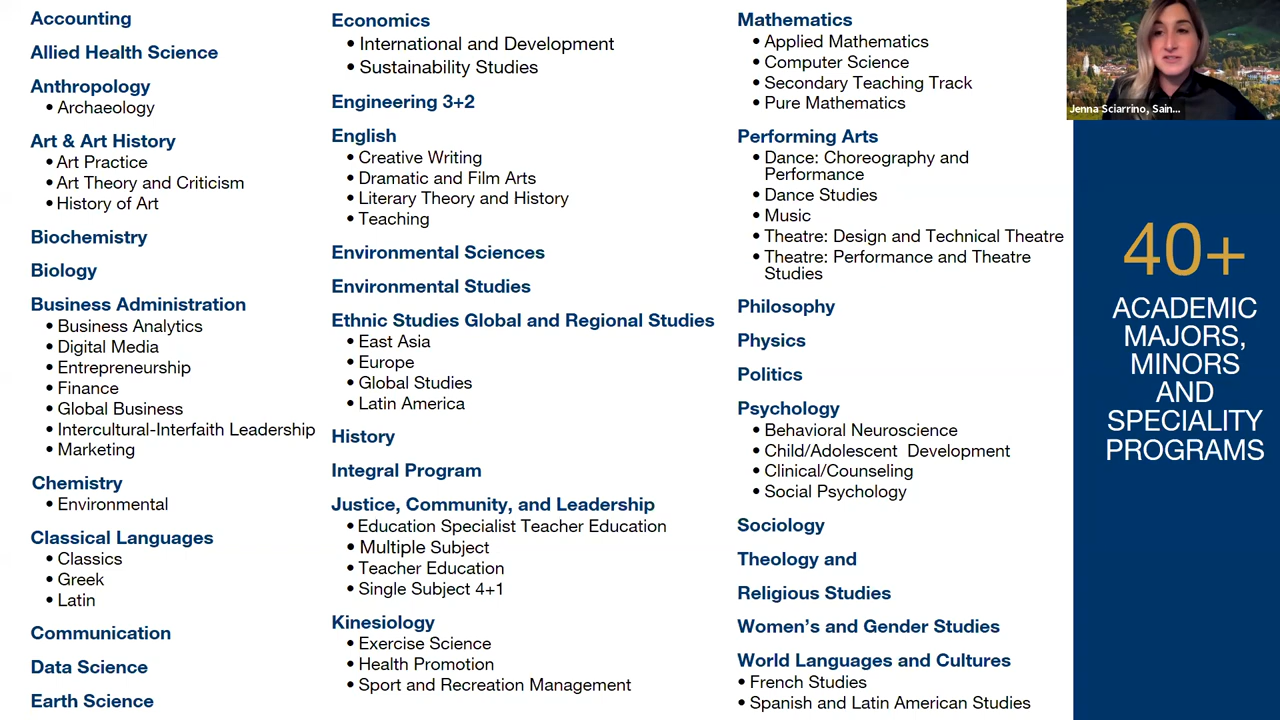 Accounting
Allied Health Science
Anthropology
• Archaeology
Art & Art History
• Art Practice
• Art Theory and Criticism
• History of Art
Biochemistry
Biology
Business Administration
• Business Analytics
• Digital Media
• Entrepreneurship
• Finance
• Global Business
• Intercultural-Interfaith Leadership
• Marketing
Chemistry
• Environmental
Classical Languages
• Classics
• Greek
• Latin
Communication
Data Science
Earth Science
Economics
• International and Development
• Sustainability Studies
Engineering 3+2
English
• Creative Writing
• Dramatic and Film Arts
• Literary Theory and History
• Teaching
Environmental Sciences
Environmental Studies
Ethnic Studies Global and Regional Studies
• East Asia
• Europe
• Global Studies
• Latin America
History
Integral Program
Justice, Community, and Leadership
• Education Specialist Teacher Education
• Multiple Subject
• Teacher Education
• Single Subject 4+1
Kinesiology
• Exercise Science
• Health Promotion
• Sport and Recreation Management
Mathematics
• Applied Mathematics
• Computer Science
• Secondary Teaching Track
• Pure Mathematics
Performing Arts
• Dance: Choreography and
Performance
• Dance Studies
• Music
• Theatre: Design and Technical Theatre
• Theatre: Performance and Theatre
Studies
Philosophy
Physics
Politics
Psychology
• Behavioral Neuroscience
• Child/Adolescent  Development
• Clinical/Counseling
• Social Psychology
Sociology
Theology and
Religious Studies
Women's and Gender Studies
World Languages and Cultures
• French Studies
• Spanish and Latin American Studies
Jenna Sciarrino, Sain...
40+
ACADEMIC
MAJORS,
MINORS
AND
SPECIALITY
PROGRAMS